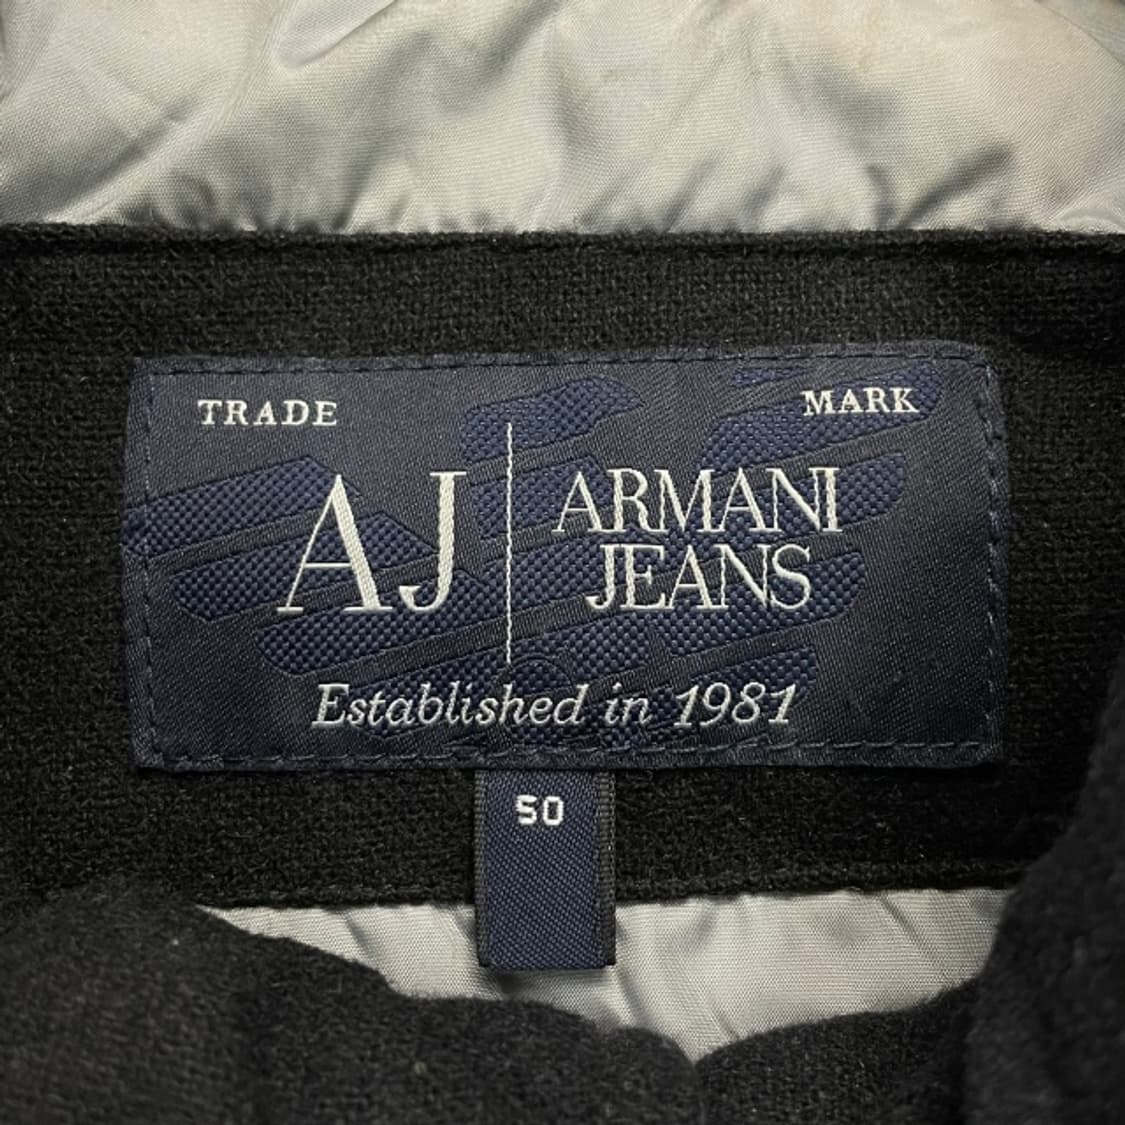 TRADE MARK
AJ ARMANI
JEANS
Established in 1981
50